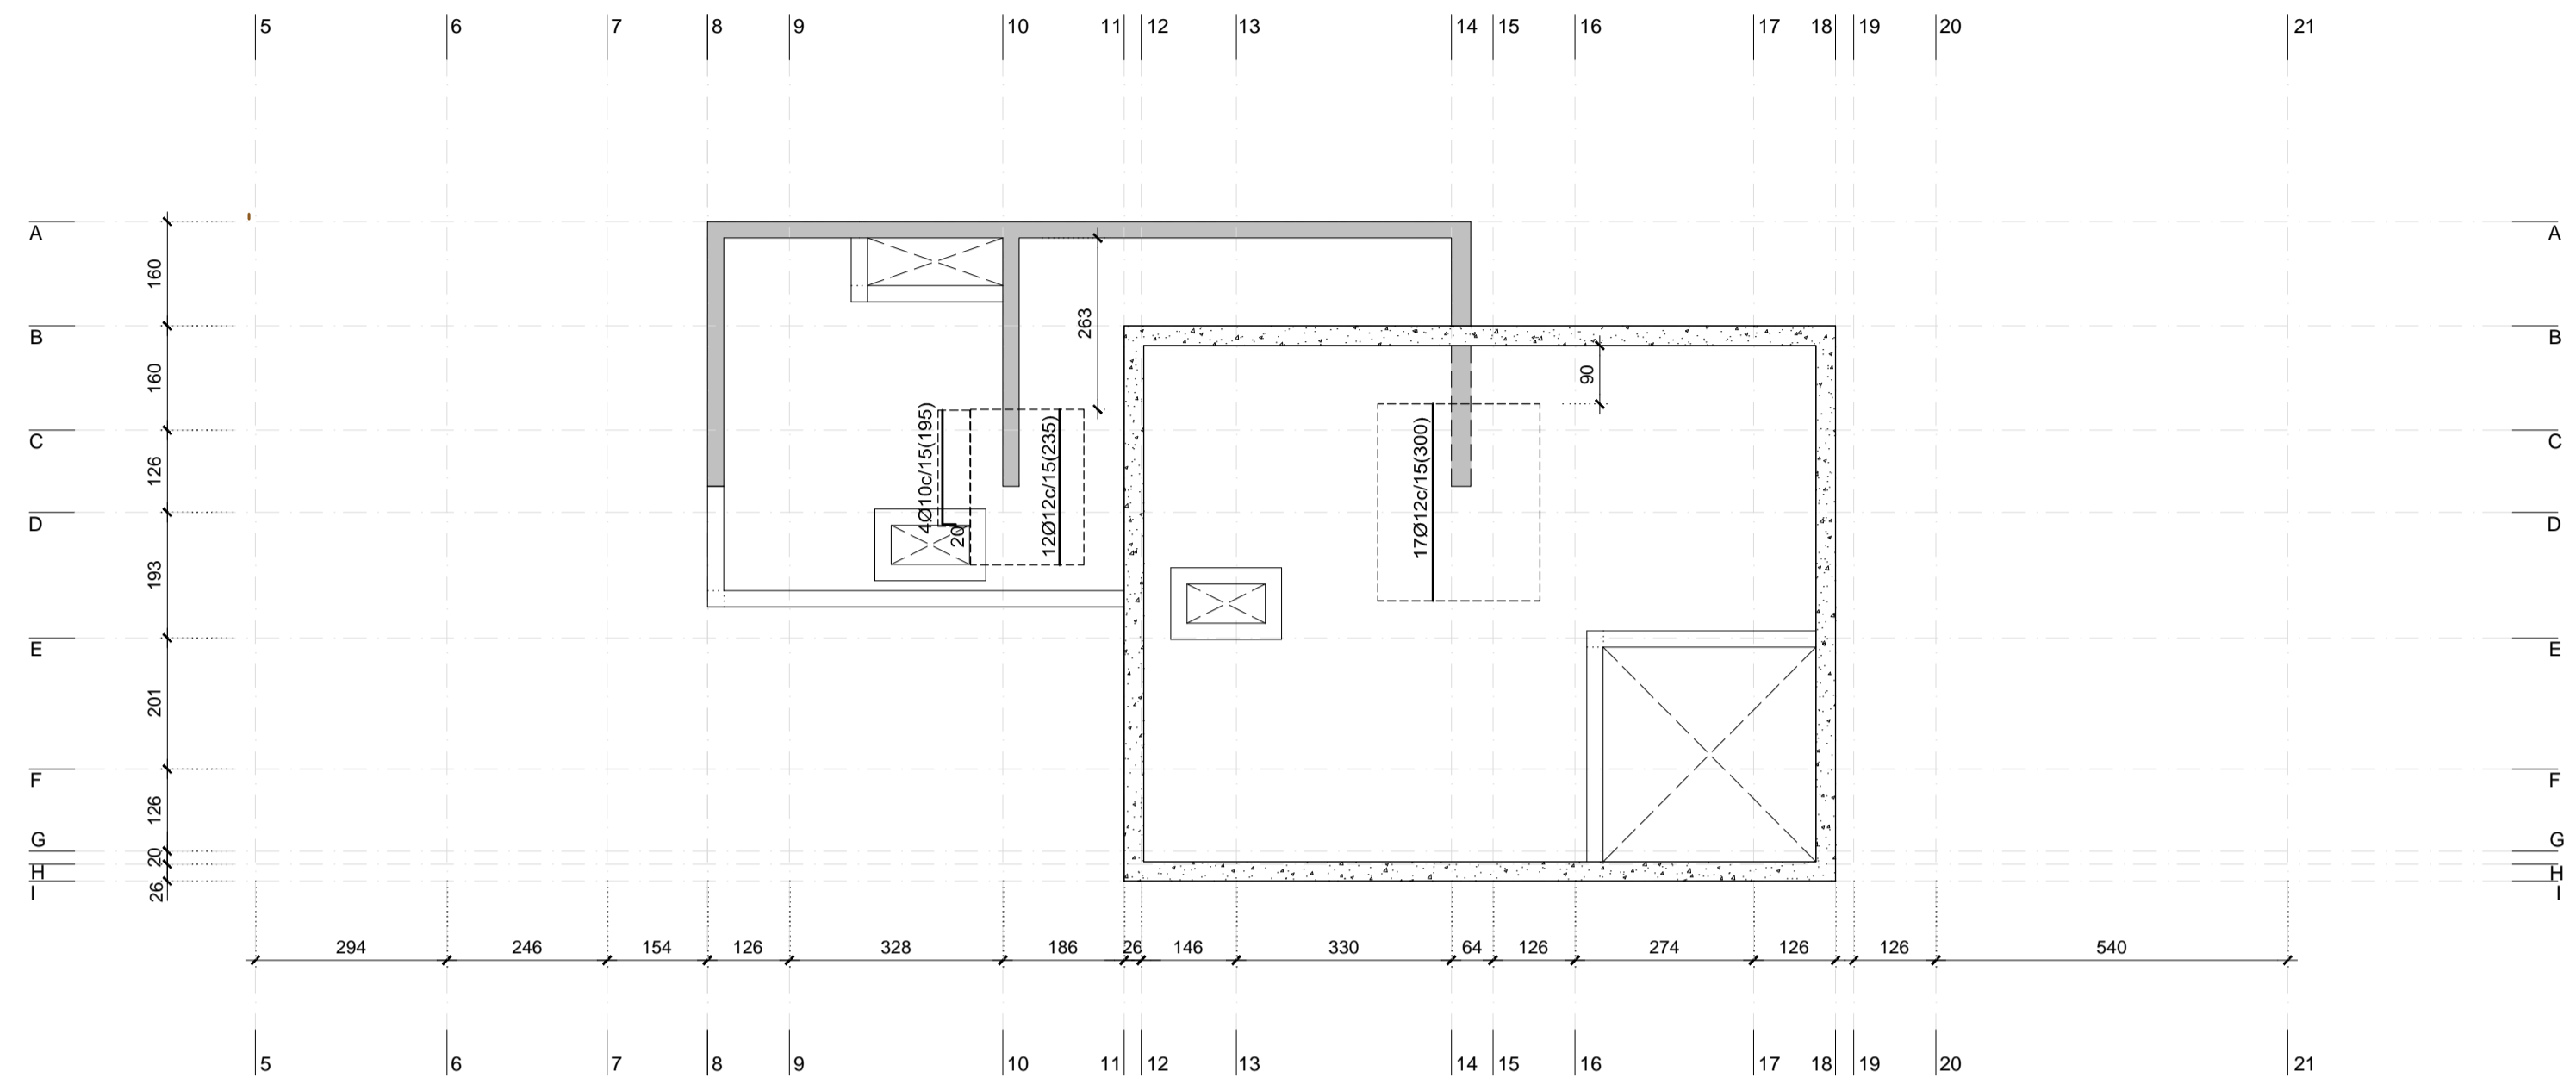 5 6 7 8 9 10 11 12 13 14 15 16 17 18 19 20 21
A A
160
B B
263
160
90
C C
4Ø10c/15(195)
12Ø12c/15(235)
17Ø12c/15(300)
126
D D
20
193
E E
201
F F
126
G G
20
H H
26
I I
294 246 154 126 328 186 26 146 330 64 126 274 126 126 540
5 6 7 8 9 10 11 12 13 14 15 16 17 18 19 20 21